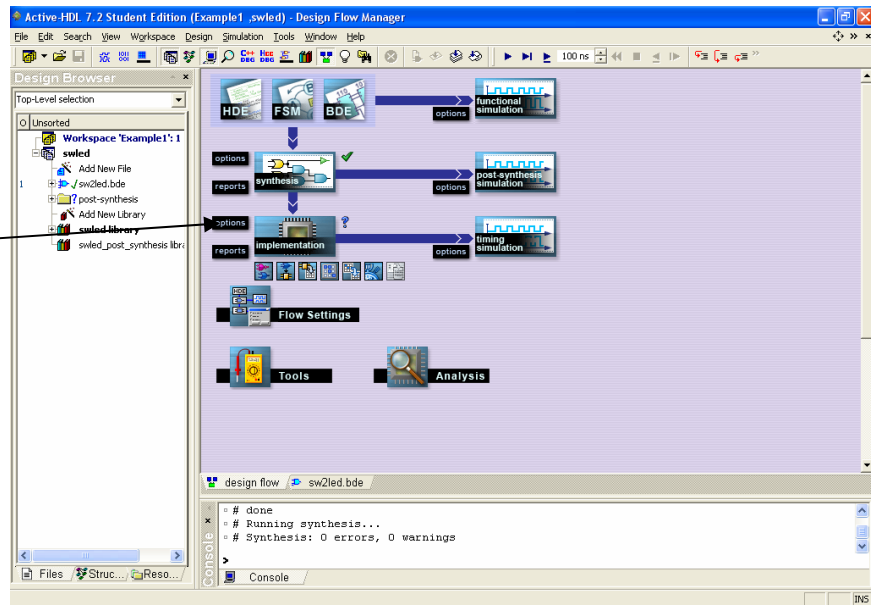 Active-HDL 7.2 Student Edition (Example1 ,swled) - Design Flow Manager
File Edit Search View Workspace Design Simulation Tools Window Help
100 ns
Design Browser
Top-Level selection
Unsorted
Workspace 'Example1': 1
swled
Add New File
1 sw2led.bde
post-synthesis
Add New Library
swled library
swled_post_synthesis libra
Files Struc... Reso...
HDE FSM BDE
options
functional simulation
options
reports
synthesis
options
post-synthesis simulation
options
reports
implementation
options
timing simulation
Flow Settings
Tools
Analysis
design flow sw2led.bde
# done
# Running synthesis...
# Synthesis: 0 errors, 0 warnings
>
Console
Console
INS